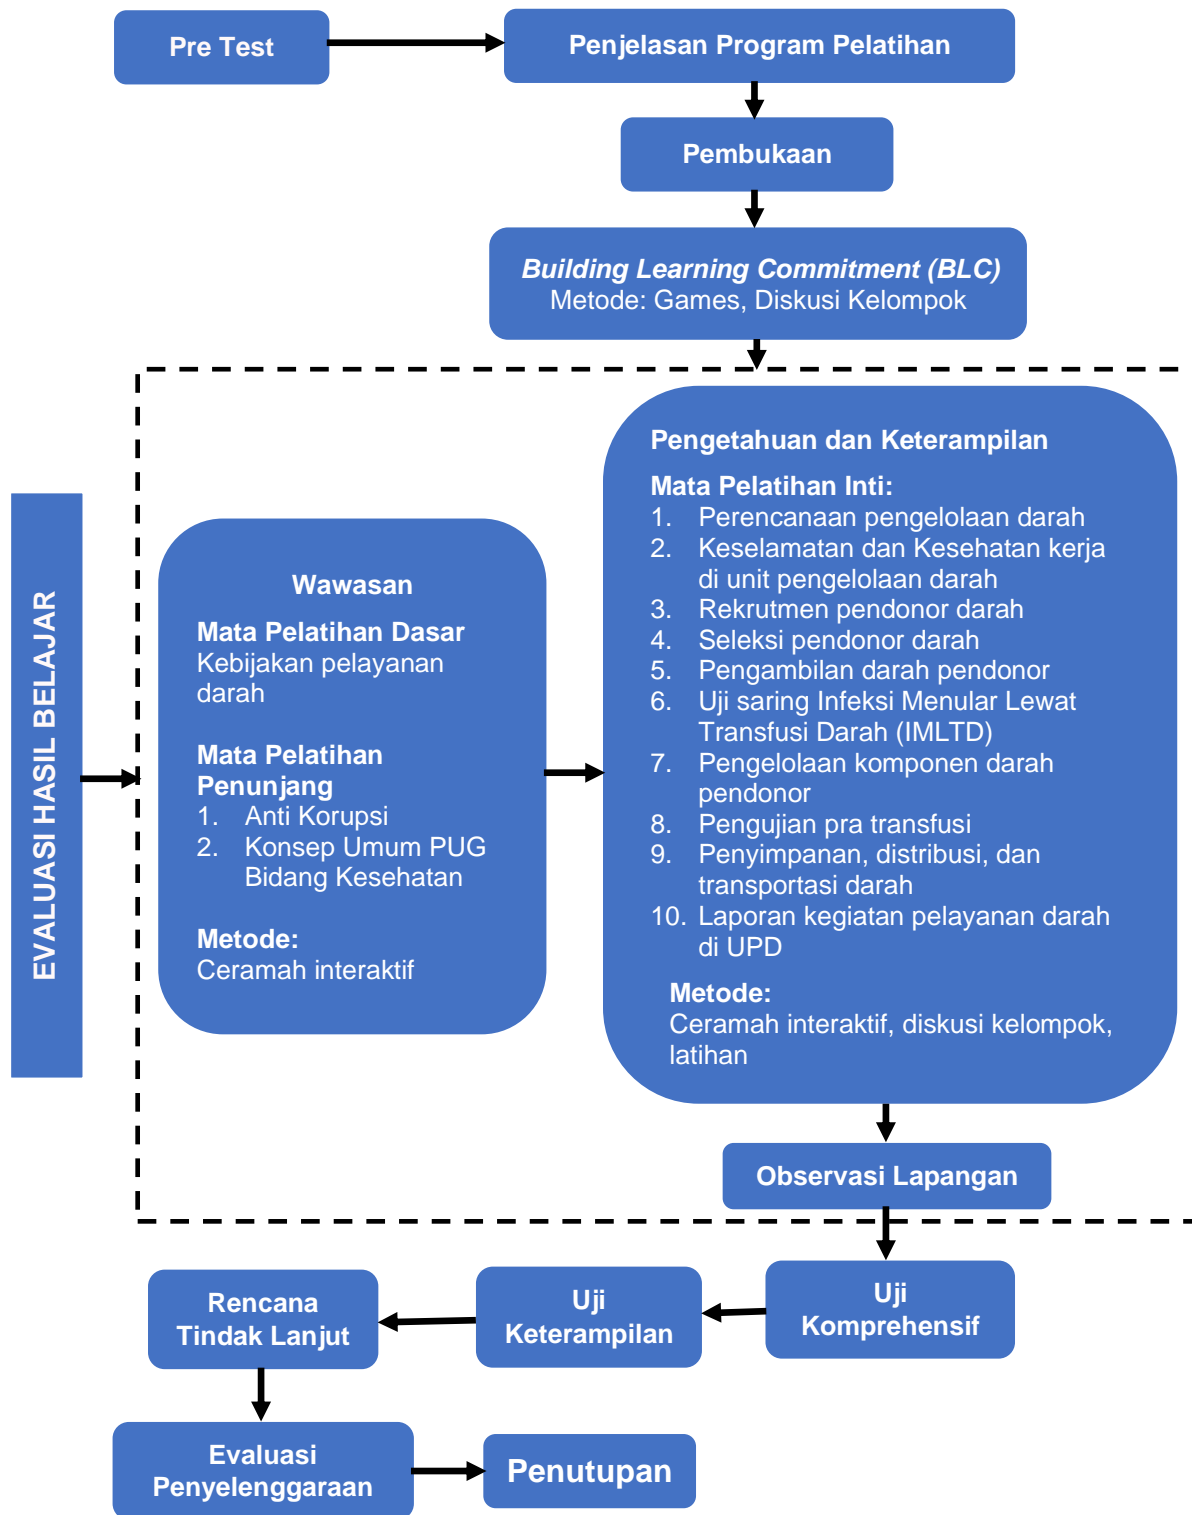 Pre Test
Penjelasan Program Pelatihan
Pembukaan
Building Learning Commitment (BLC)
Metode: Games, Diskusi Kelompok
EVALUASI HASIL BELAJAR
Wawasan
Mata Pelatihan Dasar
Kebijakan pelayanan
darah
Mata Pelatihan
Penunjang
1. Anti Korupsi
2. Konsep Umum PUG
Bidang Kesehatan
Metode:
Ceramah interaktif
Pengetahuan dan Keterampilan
Mata Pelatihan Inti:
1. Perencanaan pengelolaan darah
2. Keselamatan dan Kesehatan kerja
di unit pengelolaan darah
3. Rekrutmen pendonor darah
4. Seleksi pendonor darah
5. Pengambilan darah pendonor
6. Uji saring Infeksi Menular Lewat
Transfusi Darah (IMLTD)
7. Pengelolaan komponen darah
pendonor
8. Pengujian pra transfusi
9. Penyimpanan, distribusi, dan
transportasi darah
10. Laporan kegiatan pelayanan darah
di UPD
Metode:
Ceramah interaktif, diskusi kelompok,
latihan
Observasi Lapangan
Uji
Komprehensif
Uji
Keterampilan
Rencana
Tindak Lanjut
Evaluasi
Penyelenggaraan
Penutupan